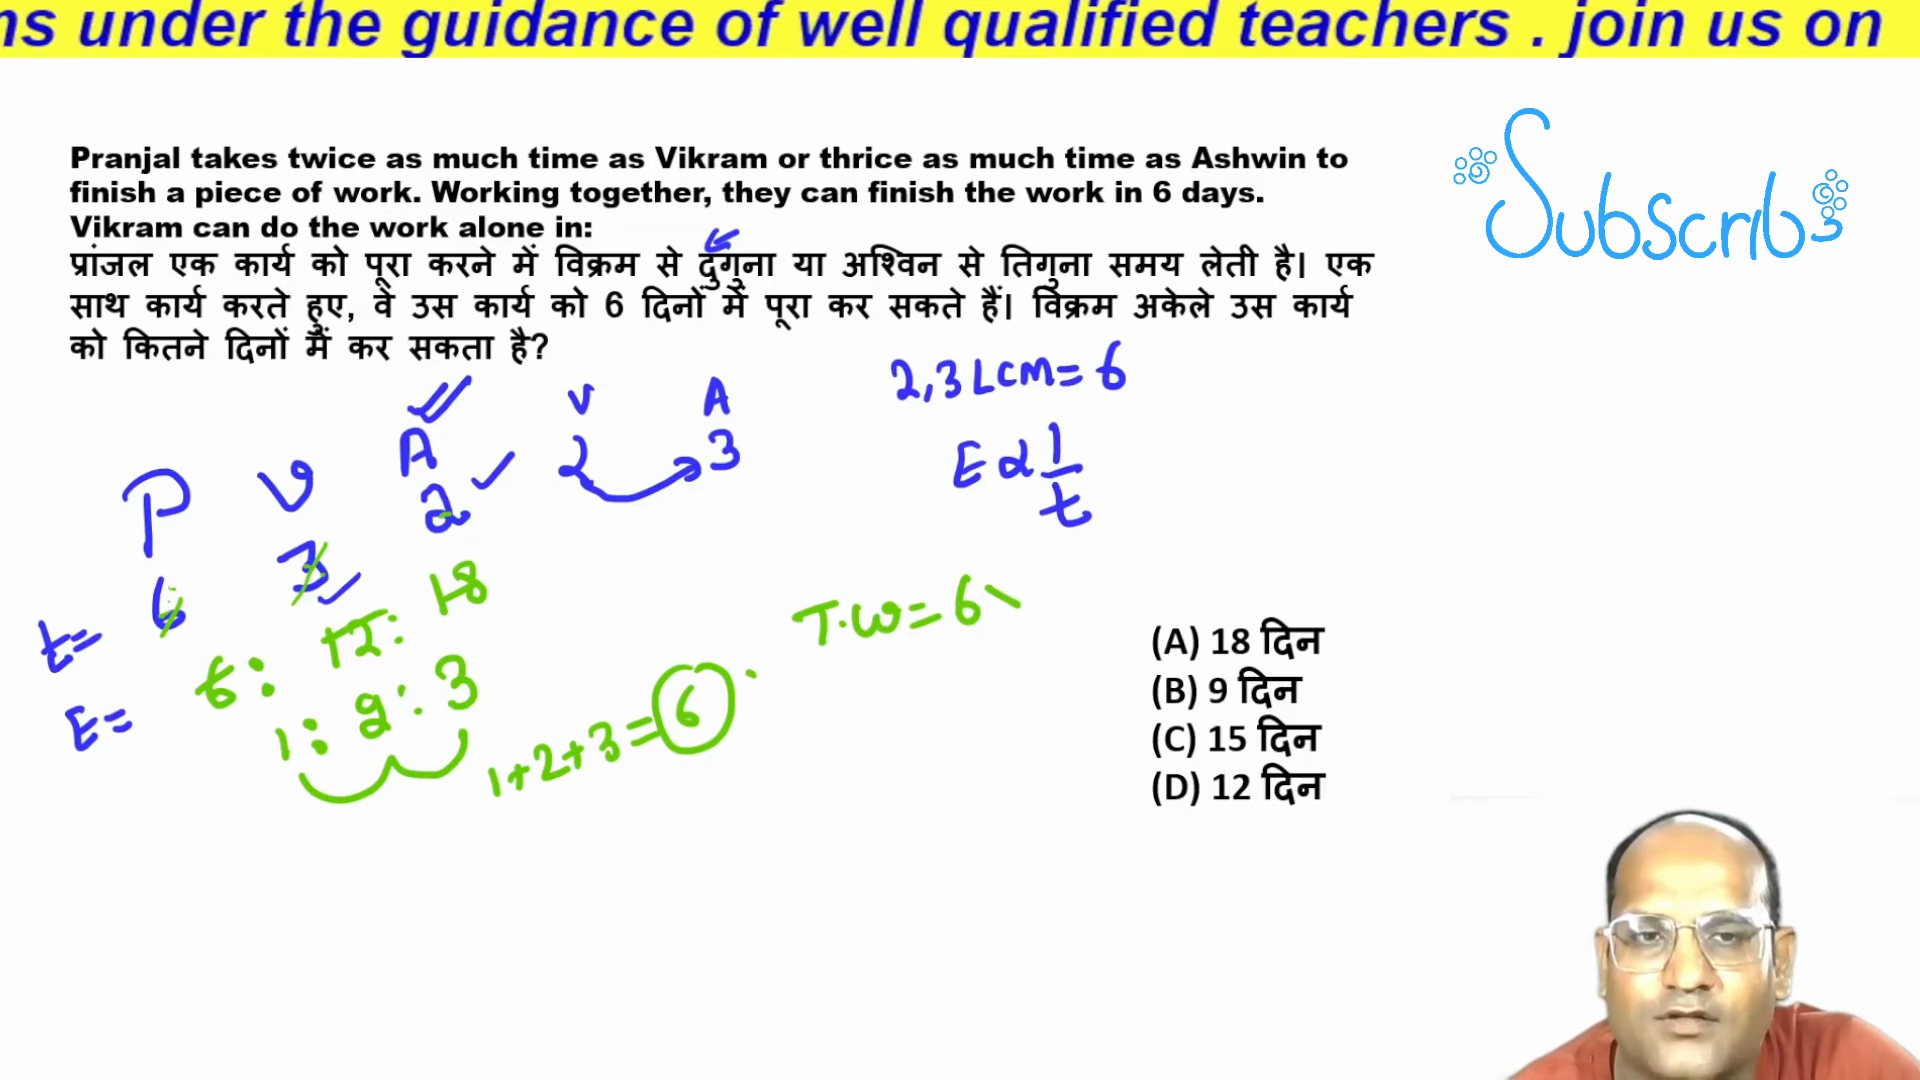 ns under the guidance of well qualified teachers . join us on
Subscrib
Pranjal takes twice as much time as Vikram or thrice as much time as Ashwin to
finish a piece of work. Working together, they can finish the work in 6 days.
Vikram can do the work alone in:
प्रांजल एक कार्य को पूरा करने में विक्रम से दुगुना या अश्विन से तिगुना समय लेती है। एक
साथ कार्य करते हुए, वे उस कार्य को 6 दिनों में पूरा कर सकते हैं। विक्रम अकेले उस कार्य
को कितने दिनों में कर सकता है?
2,3 LCM = 6
V A
2 3
P V A
t= 6 3 2
E ∝ 1/t
E= 6: 12: 18
1: 2: 3
1+2+3=6
T.W= 6
(A) 18 दिन
(B) 9 दिन
(C) 15 दिन
(D) 12 दिन